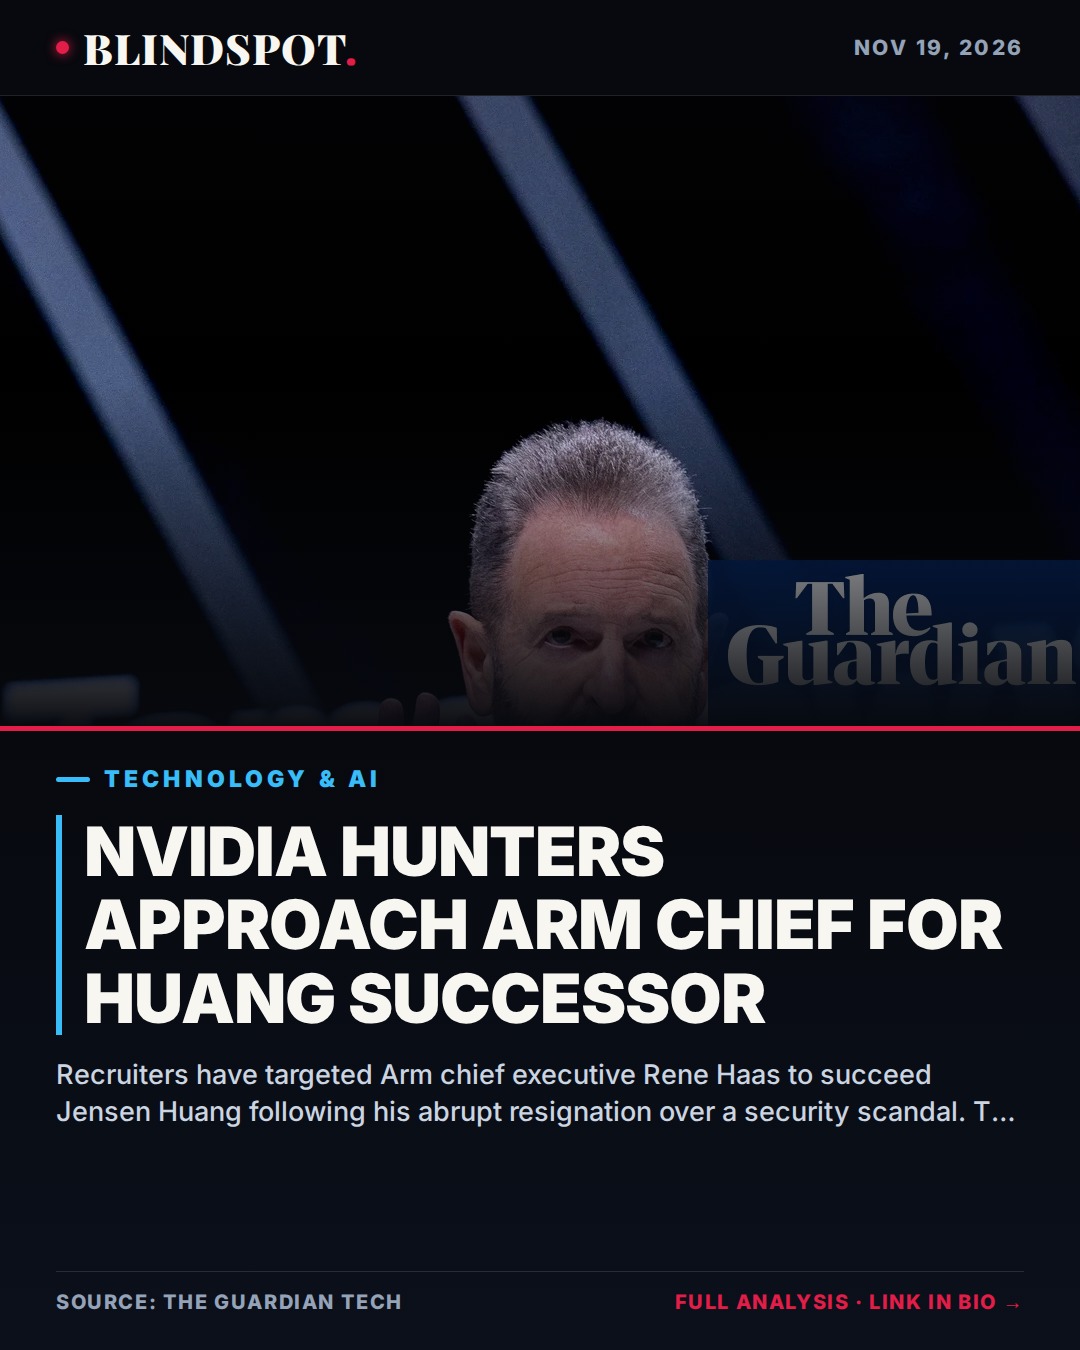 BLINDSPOT.
NOV 19, 2026
The
Guardian
TECHNOLOGY & AI
NVIDIA HUNTERS
APPROACH ARM CHIEF FOR
HUANG SUCCESSOR
Recruiters have targeted Arm chief executive Rene Haas to succeed
Jensen Huang following his abrupt resignation over a security scandal. T...
SOURCE: THE GUARDIAN TECH
FULL ANALYSIS · LINK IN BIO →